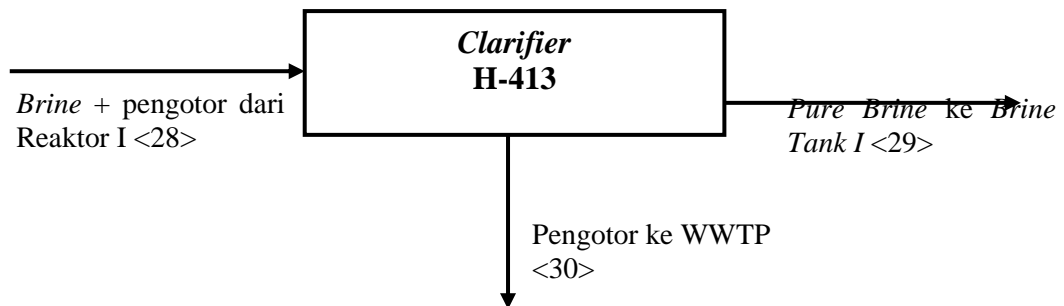 Clarifier
H-413
Brine + pengotor dari
Reaktor I <28>
Pure Brine ke Brine
Tank I <29>
Pengotor ke WWTP
<30>